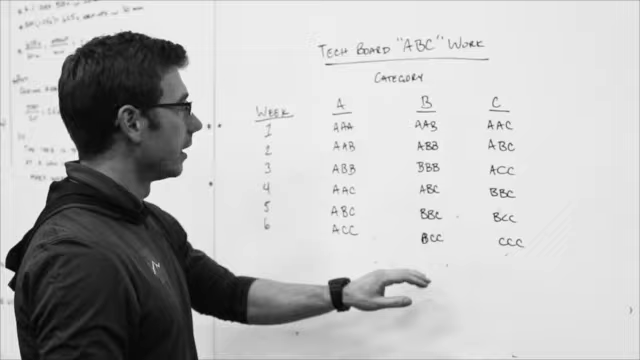 TECH BOARD "ABC" WORK
CATEGORY
WEEK A B C
1 AAA AAB AAC
2 AAB ABB ABC
3 ABB BBB ACC
4 AAC ABC BBC
5 ABC BBC BCC
6 ACC BCC CCC